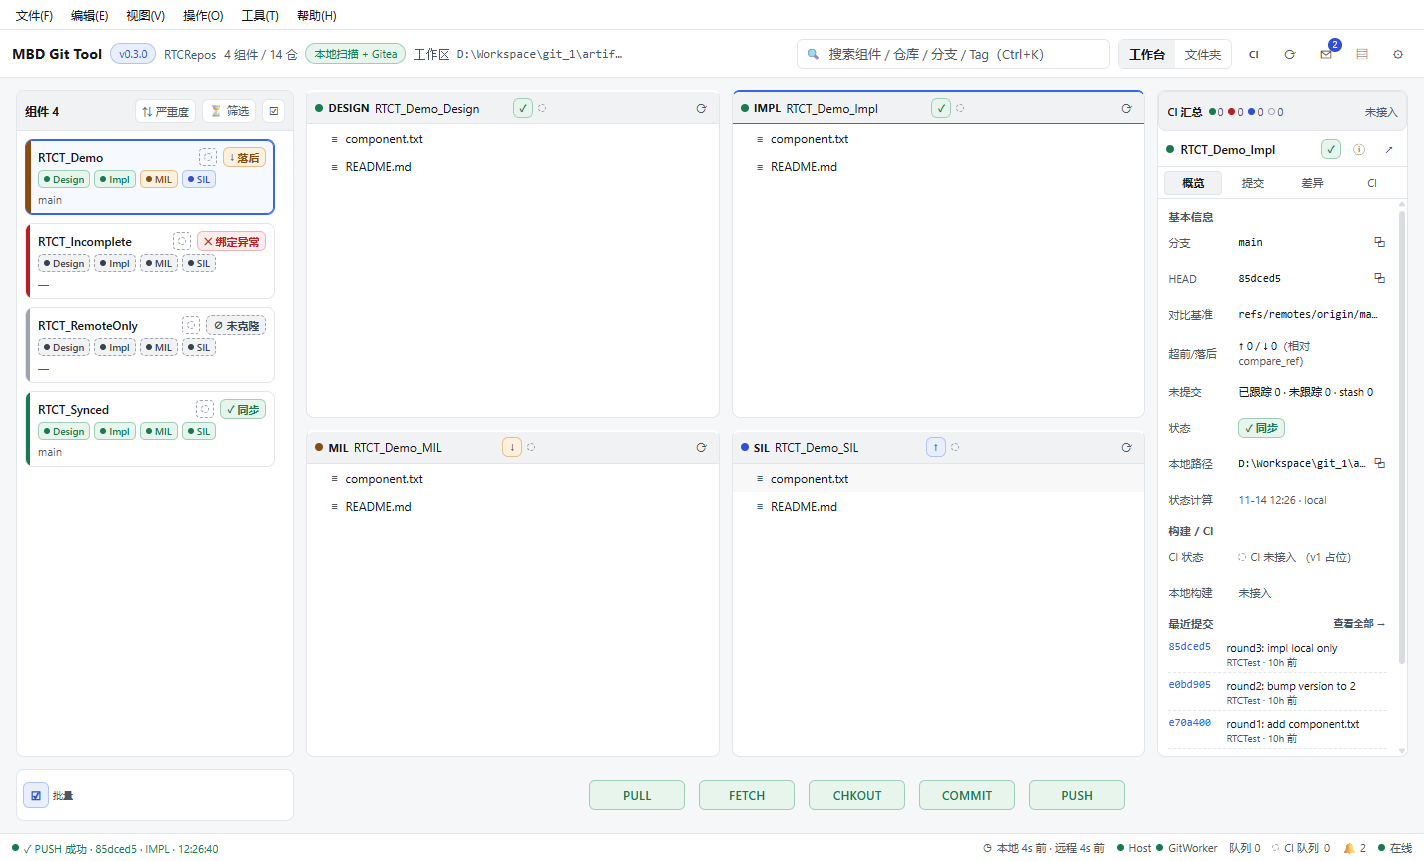 文件(F) 编辑(E) 视图(V) 操作(O) 工具(T) 帮助(H)
MBD Git Tool v0.3.0 RTCRepos 4 组件 / 14 仓 本地扫描 + Gitea 工作区 D:\Workspace\git_1\artif… 搜索组件 / 仓库 / 分支 / Tag (Ctrl+K) 工作台 文件夹 CI 2
组件 4 ⇅ 严重度 筛选
RTCT_Demo ↓ 落后
Design Impl MIL SIL
main
RTCT_Incomplete ✕ 绑定异常
Design Impl MIL SIL
—
RTCT_RemoteOnly ⊘ 未克隆
Design Impl MIL SIL
—
RTCT_Synced ✓ 同步
Design Impl MIL SIL
main
批量
DESIGN RTCT_Demo_Design ✓
component.txt
README.md
IMPL RTCT_Demo_Impl ✓
component.txt
README.md
MIL RTCT_Demo_MIL ↓
component.txt
README.md
SIL RTCT_Demo_SIL ↑
component.txt
README.md
PULL FETCH CHKOUT COMMIT PUSH
CI 汇总 0 0 0 0 未接入
RTCT_Demo_Impl ✓
概览 提交 差异 CI
基本信息
分支 main
HEAD 85dced5
对比基准 refs/remotes/origin/ma…
超前/落后 ↑ 0 / ↓ 0 (相对
compare_ref)
未提交 已跟踪 0 · 未跟踪 0 · stash 0
状态 ✓ 同步
本地路径 D:\Workspace\git_1\a…
状态计算 11-14 12:26 · local
构建 / CI
CI 状态 CI 未接入 (v1 占位)
本地构建 未接入
最近提交 查看全部 →
85dced5 round3: impl local only
RTCTest · 10h 前
e0bd905 round2: bump version to 2
RTCTest · 10h 前
e70a400 round1: add component.txt
RTCTest · 10h 前
✓ PUSH 成功 · 85dced5 · IMPL · 12:26:40 本地 4s 前 · 远程 4s 前 Host GitWorker 队列 0 CI 队列 0 2 在线